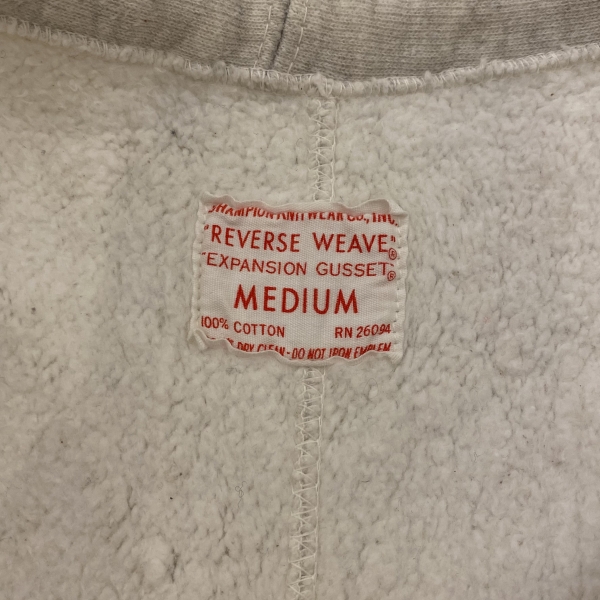 CHAMPION KNITWEAR CO., INC.
"REVERSE WEAVE"®
"EXPANSION GUSSET"®
MEDIUM
100% COTTON RN 26094
DRY CLEAN - DO NOT IRON EMBLEM